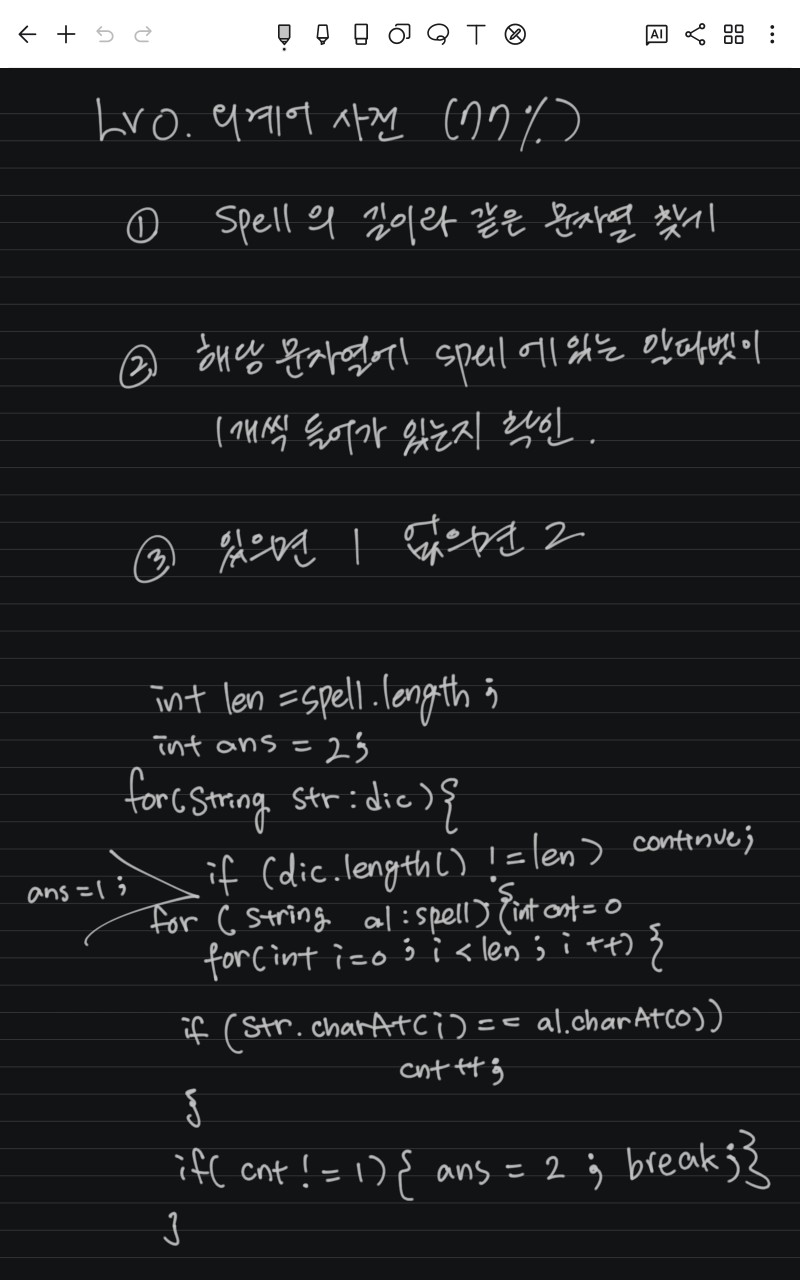 AI
Lv0. 외계어 사전 (77%)
① spell의 길이라 같은 문자열 찾기
② 해당 문자열에 spell에 있는 알파벳이
1개씩 들어가 있는지 확인.
③ 있으면 1 없으면 2
int len = spell.length;
int ans = 2;
for(String str : dic){
if (dic.length() != len) continue;
ans = 1;
for (String al : spell){int cnt = 0
for(int i=0; i < len; i++){
if (str.charAt(i) == al.charAt(0))
cnt++;
}
if( cnt != 1){ ans = 2; break;}}
}